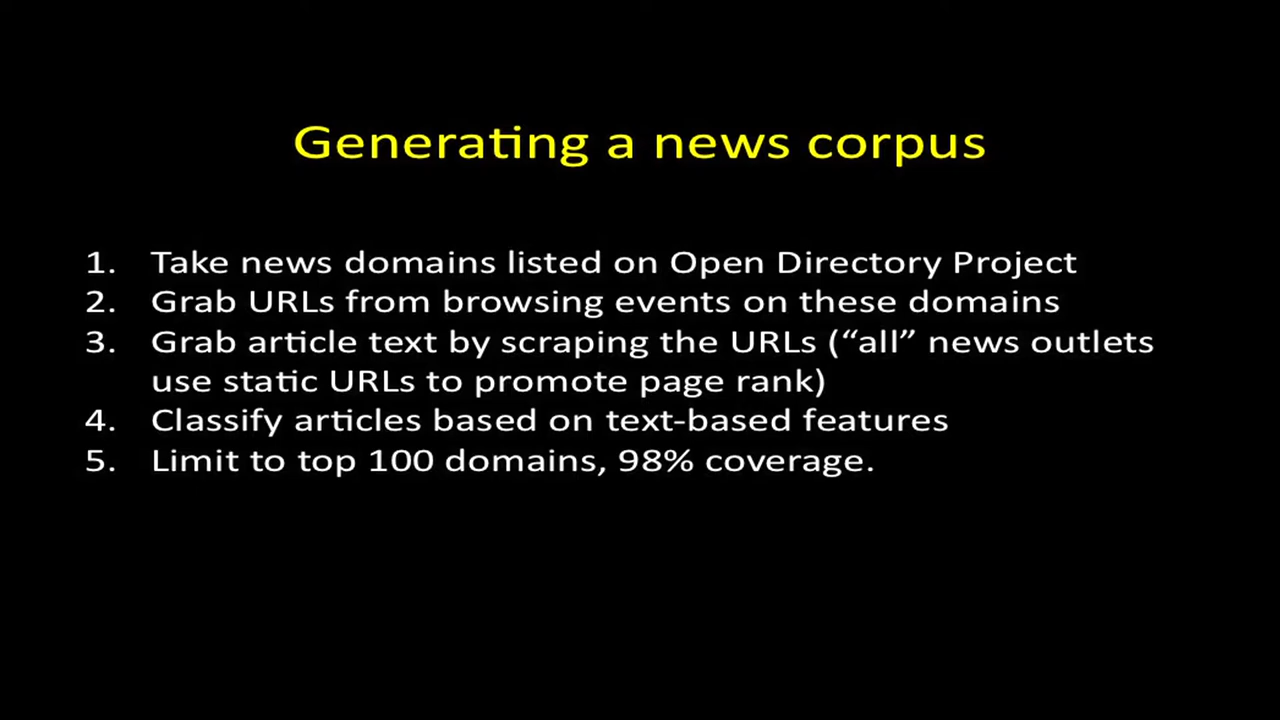 Generating a news corpus
1. Take news domains listed on Open Directory Project
2. Grab URLs from browsing events on these domains
3. Grab article text by scraping the URLs (“all” news outlets
use static URLs to promote page rank)
4. Classify articles based on text-based features
5. Limit to top 100 domains, 98% coverage.